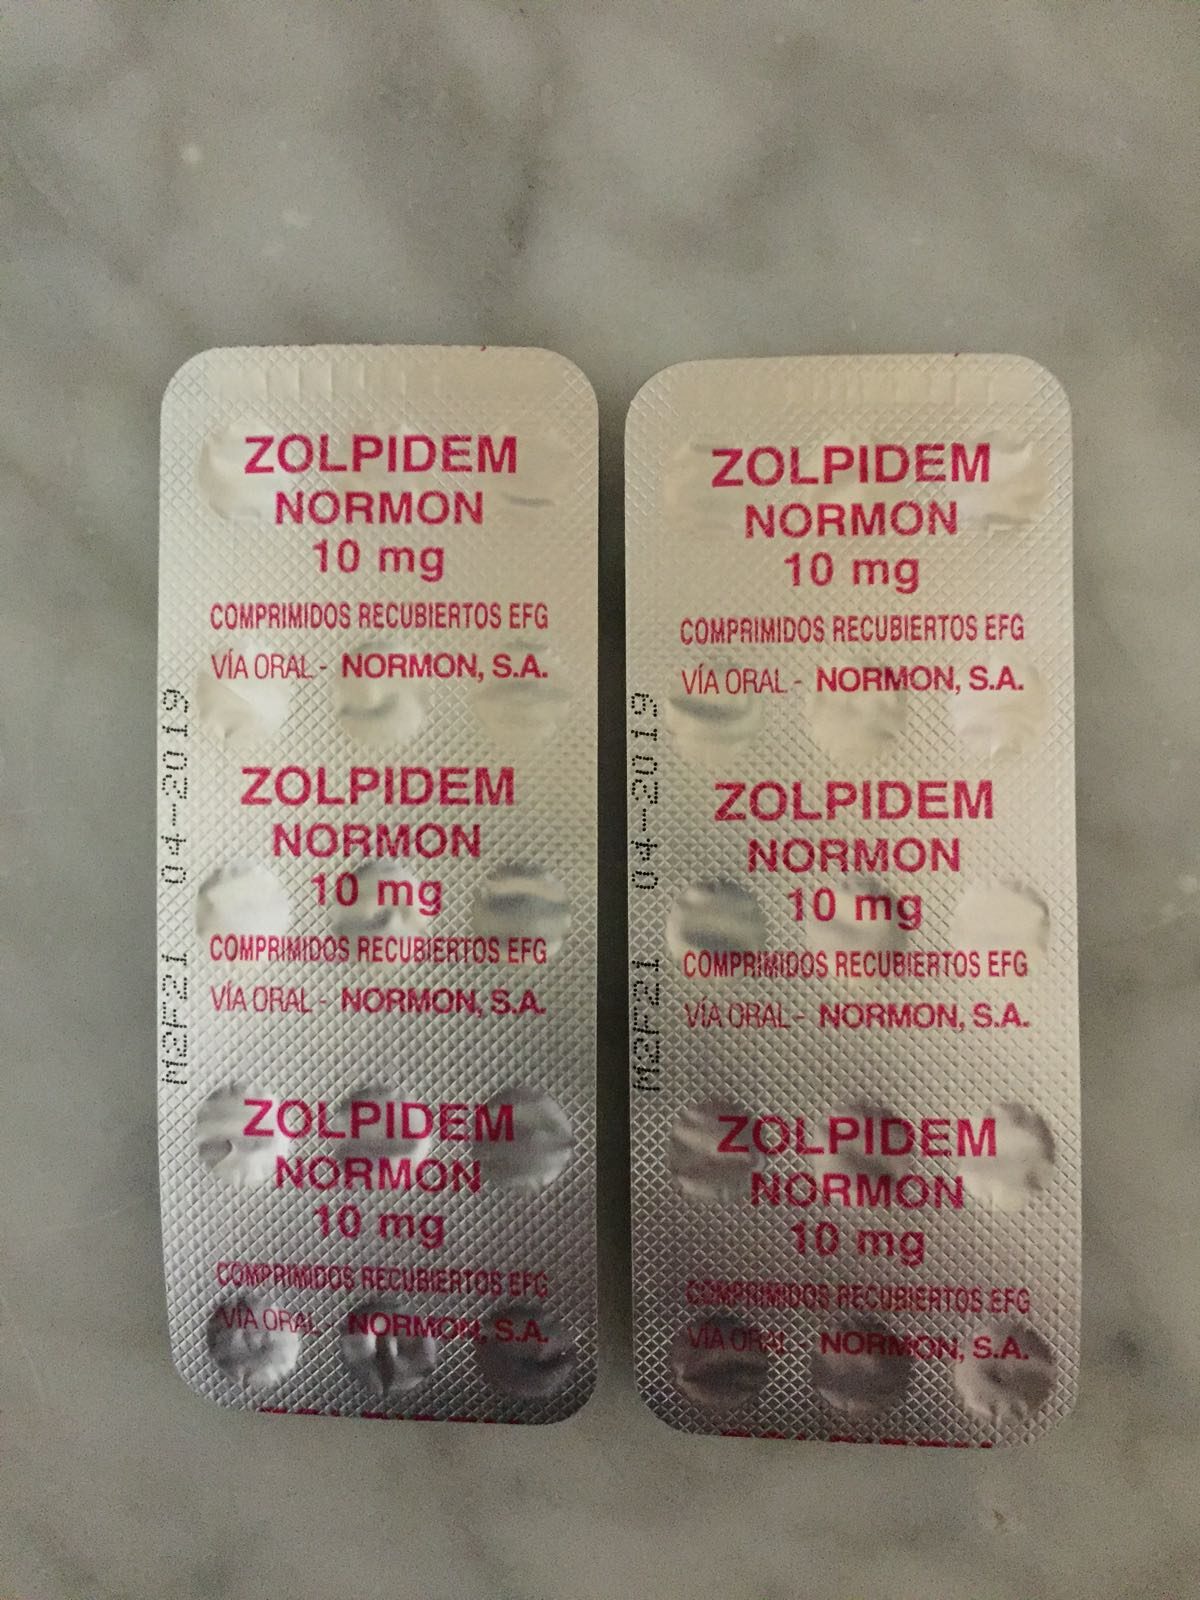 ZOLPIDEM
NORMON
10 mg
COMPRIMIDOS RECUBIERTOS EFG
VÍA ORAL - NORMON, S.A.
ZOLPIDEM
NORMON
10 mg
COMPRIMIDOS RECUBIERTOS EFG
VÍA ORAL - NORMON, S.A.
ZOLPIDEM
NORMON
10 mg
COMPRIMIDOS RECUBIERTOS EFG
VÍA ORAL - NORMON, S.A.
M2F21 04-2019
ZOLPIDEM
NORMON
10 mg
COMPRIMIDOS RECUBIERTOS EFG
VÍA ORAL - NORMON, S.A.
ZOLPIDEM
NORMON
10 mg
COMPRIMIDOS RECUBIERTOS EFG
VÍA ORAL - NORMON, S.A.
ZOLPIDEM
NORMON
10 mg
COMPRIMIDOS RECUBIERTOS EFG
VÍA ORAL - NORMON, S.A.
M2F21 04-2019